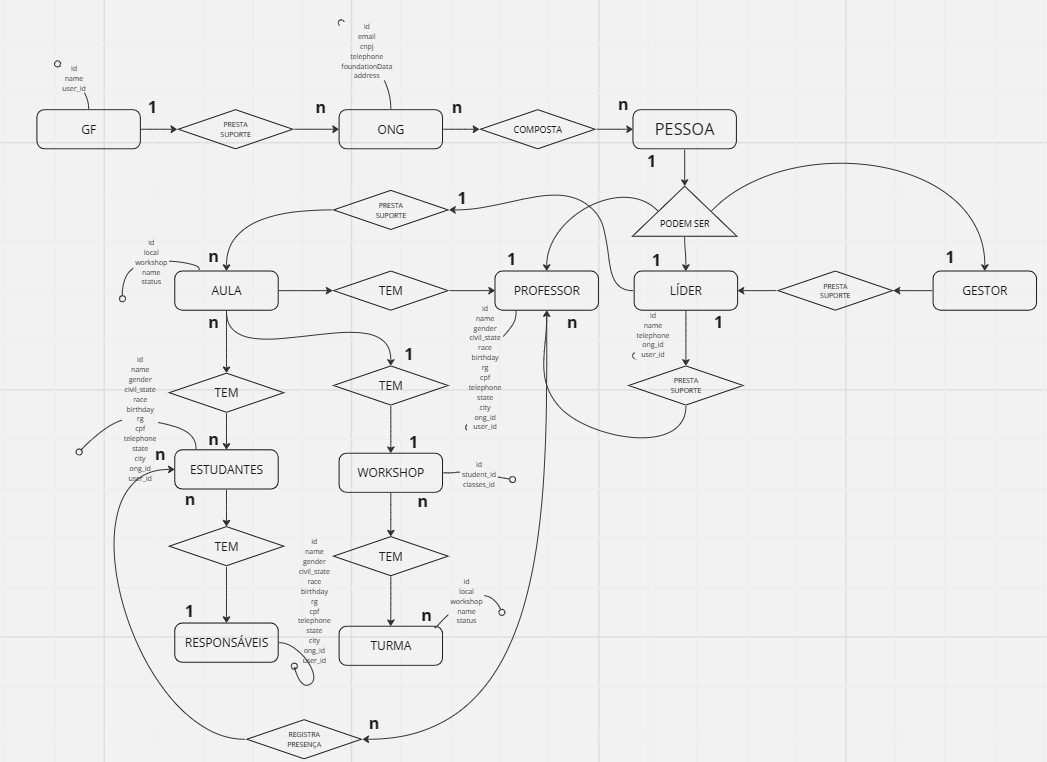 id
email
cnpj
telephone
foundationData
address
id
name
user_id
1
n
n
n
GF
PRESTA
SUPORTE
ONG
COMPOSTA
PESSOA
1
PRESTA
SUPORTE
1
PODEM SER
id
local
workshop
name
status
n
1
1
1
AULA
TEM
PROFESSOR
LÍDER
PRESTA
SUPORTE
GESTOR
n
n
1
id
name
gender
civil_state
race
birthday
rg
cpf
telephone
state
city
ong_id
user_id
id
name
telephone
ong_id
user_id
1
id
name
gender
civil_state
race
birthday
rg
cpf
telephone
state
city
ong_id
user_id
TEM
TEM
PRESTA
SUPORTE
n
n
1
ESTUDANTES
WORKSHOP
id
student_id
classes_id
n
n
TEM
TEM
id
name
gender
civil_state
race
birthday
rg
cpf
telephone
state
city
ong_id
user_id
id
local
workshop
name
status
1
n
RESPONSÁVEIS
TURMA
n
REGISTRA
PRESENÇA